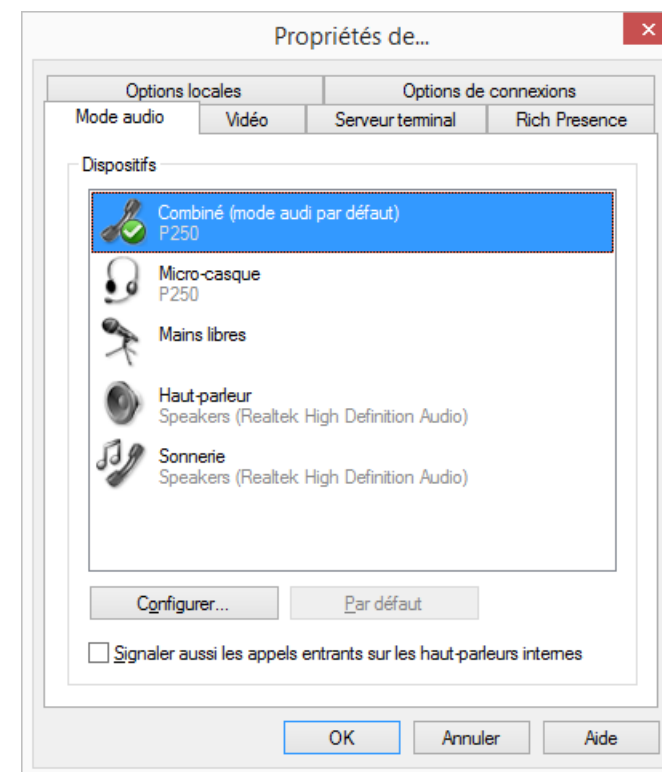 Propriétés de...
Options locales
Options de connexions
Mode audio
Vidéo
Serveur terminal
Rich Presence
Dispositifs
Combiné (mode audi par défaut)
P250
Micro-casque
P250
Mains libres
Haut-parleur
Speakers (Realtek High Definition Audio)
Sonnerie
Speakers (Realtek High Definition Audio)
Configurer...
Par défaut
Signaler aussi les appels entrants sur les haut-parleurs internes
OK
Annuler
Aide